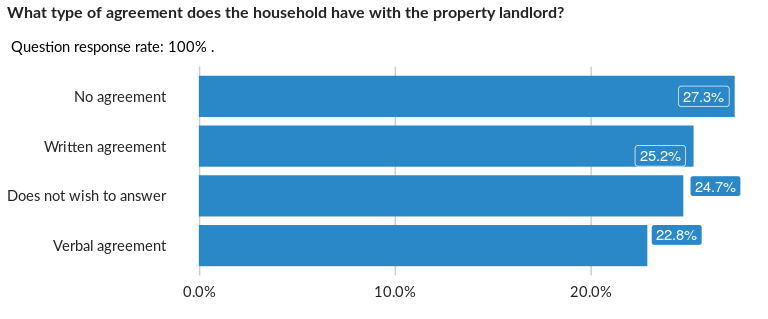 What type of agreement does the household have with the property landlord?
Question response rate: 100% .
No agreement 27.3%
Written agreement 25.2%
Does not wish to answer 24.7%
Verbal agreement 22.8%
0.0% 10.0% 20.0%